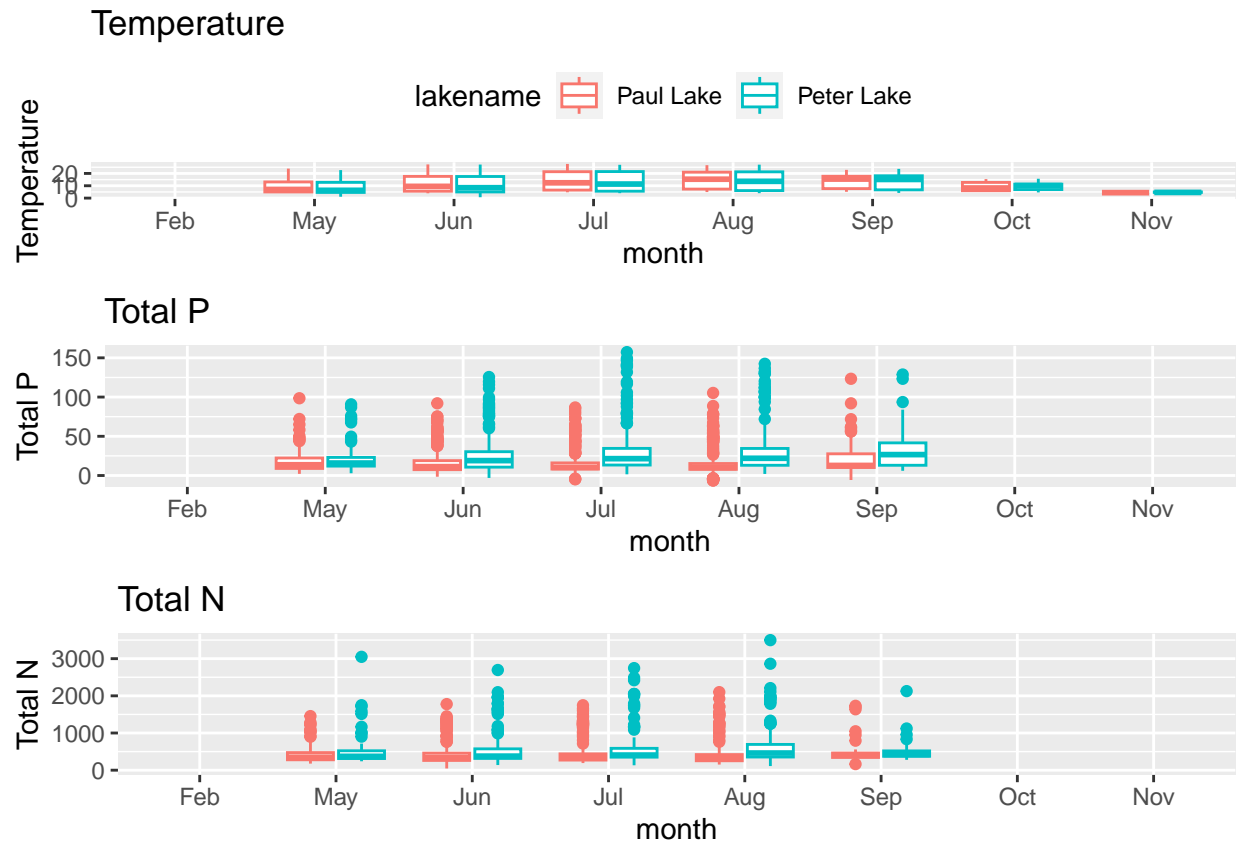 Temperature
lakename Paul Lake Peter Lake
Temperature
20
10
0
Feb May Jun Jul Aug Sep Oct Nov
month
Total P
Total P
150
100
50
0
Feb May Jun Jul Aug Sep Oct Nov
month
Total N
Total N
3000
2000
1000
0
Feb May Jun Jul Aug Sep Oct Nov
month